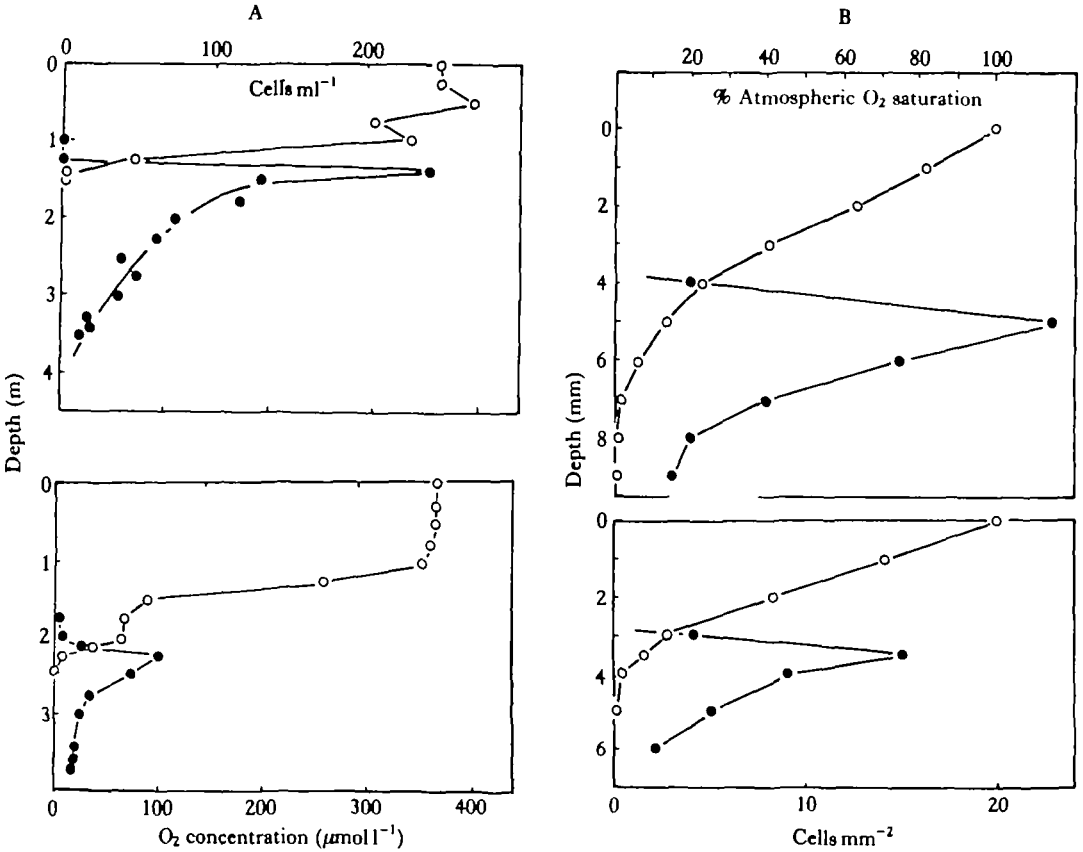 A
0 100 200
Cells ml⁻¹
0
1
2
3
4
Depth (m)
0
1
2
3
0 100 200 300 400
O₂ concentration (μmol l⁻¹)
B
20 40 60 80 100
% Atmospheric O₂ saturation
0
2
4
6
8
Depth (mm)
0
2
4
6
0 10 20
Cells mm⁻²